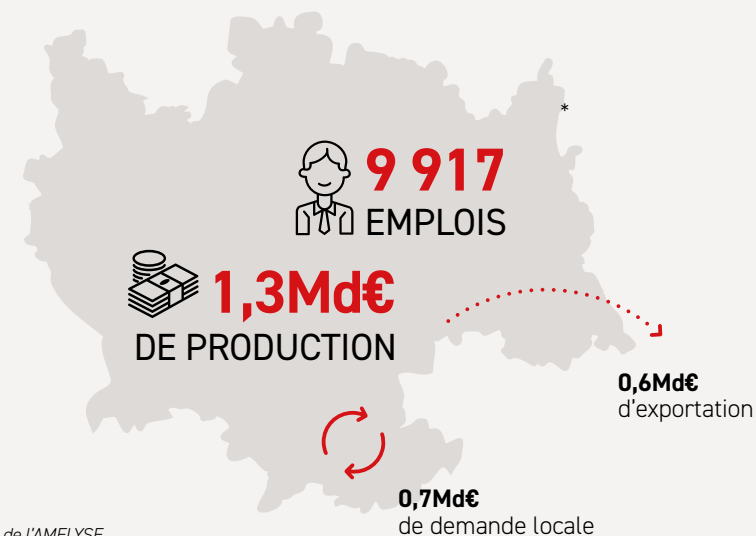 *
9 917
EMPLOIS
1,3Md€
DE PRODUCTION
0,6Md€
d'exportation
0,7Md€
de demande locale
de l'AMELYSE